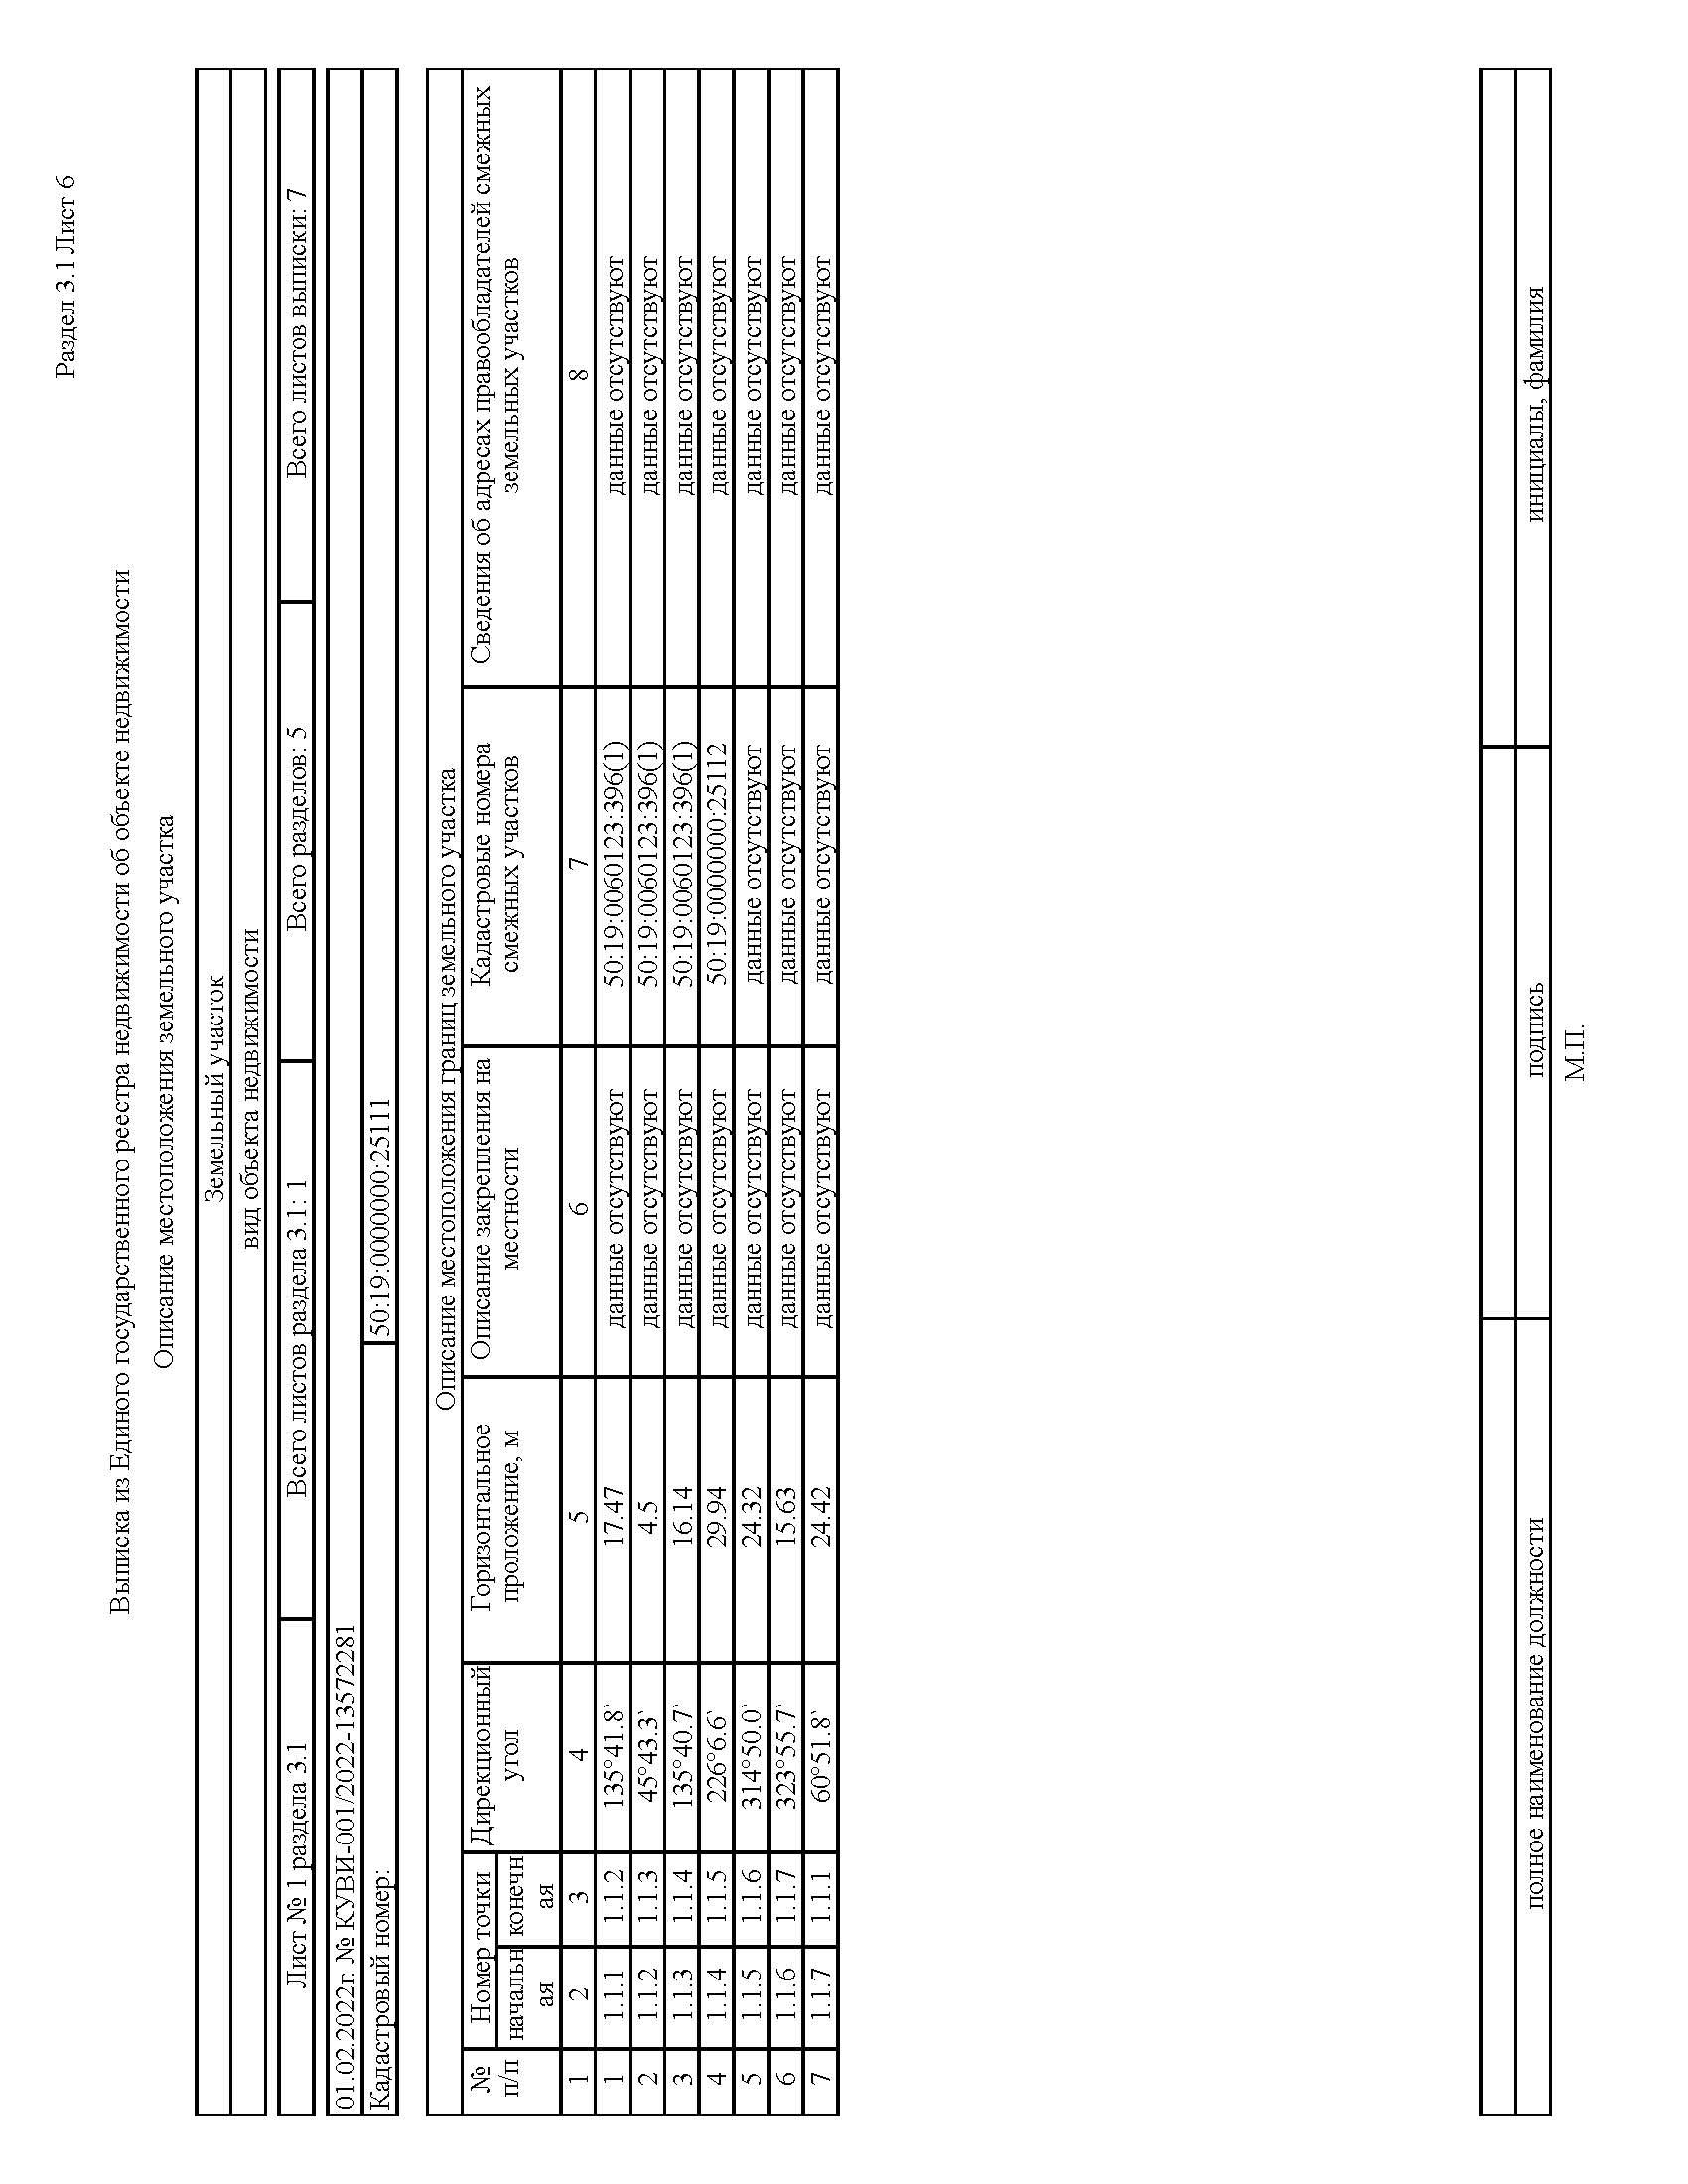 Раздел 3.1 Лист 6
Выписка из Единого государственного реестра недвижимости об объекте недвижимости
Описание местоположения земельного участка
Земельный участок
вид объекта недвижимости
Лист № 1 раздела 3.1 Всего листов раздела 3.1: 1 Всего разделов: 5 Всего листов выписки: 7
01.02.2022г. № КУВИ-001/2022-13572281
Кадастровый номер: 50:19:0000000:25111
Описание местоположения границ земельного участка
№ Номер точки Дирекционный Горизонтальное Описание закрепления на Кадастровые номера Сведения об адресах правообладателей смежных
п/п начальн конечн угол проложение, м местности смежных участков земельных участков
ая ая
1 2 3 4 5 6 7 8
1 1.1.1 1.1.2 135°41.8` 17.47 данные отсутствуют 50:19:0060123:396(1) данные отсутствуют
2 1.1.2 1.1.3 45°43.3` 4.5 данные отсутствуют 50:19:0060123:396(1) данные отсутствуют
3 1.1.3 1.1.4 135°40.7` 16.14 данные отсутствуют 50:19:0060123:396(1) данные отсутствуют
4 1.1.4 1.1.5 226°6.6` 29.94 данные отсутствуют 50:19:0000000:25112 данные отсутствуют
5 1.1.5 1.1.6 314°50.0` 24.32 данные отсутствуют данные отсутствуют данные отсутствуют
6 1.1.6 1.1.7 323°55.7` 15.63 данные отсутствуют данные отсутствуют данные отсутствуют
7 1.1.7 1.1.1 60°51.8` 24.42 данные отсутствуют данные отсутствуют данные отсутствуют
полное наименование должности подпись инициалы, фамилия
М.П.